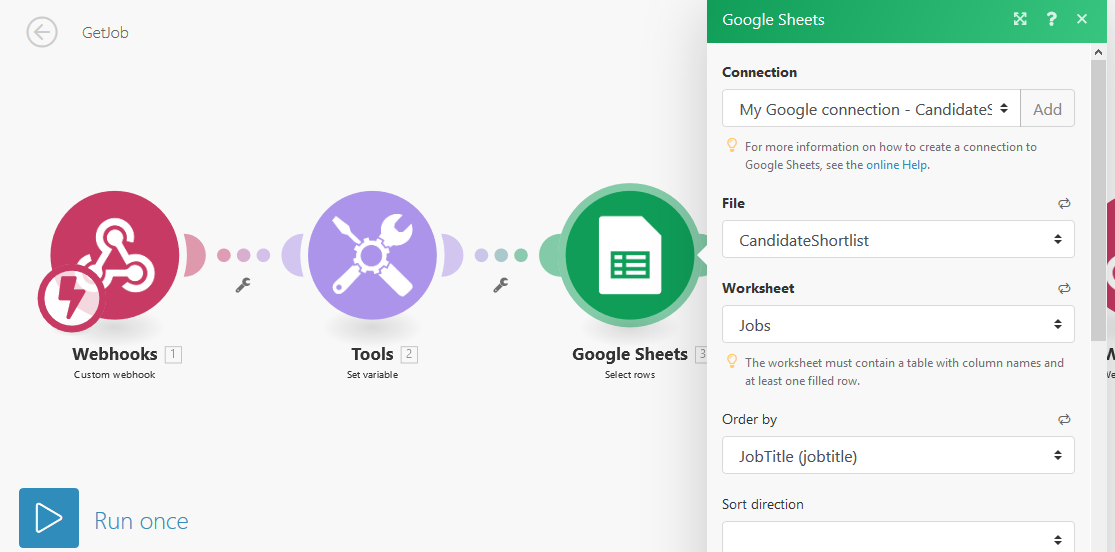 GetJob
Webhooks 1
Custom webhook
Tools 2
Set variable
Google Sheets 3
Select rows
Run once
Google Sheets
?
Connection
My Google connection - CandidateS
Add
For more information on how to create a connection to
Google Sheets, see the online Help.
File
CandidateShortlist
Worksheet
Jobs
The worksheet must contain a table with column names and
at least one filled row.
Order by
JobTitle (jobtitle)
Sort direction